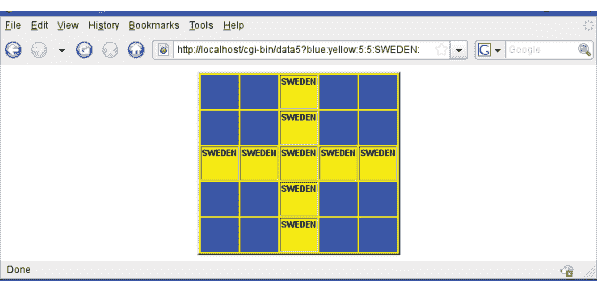 File Edit View History Bookmarks Tools Help
http://localhost/cgi-bin/data5?blue:yellow:5:5:SWEDEN: G Google
SWEDEN
SWEDEN
SWEDEN SWEDEN SWEDEN SWEDEN SWEDEN
SWEDEN
SWEDEN
Done